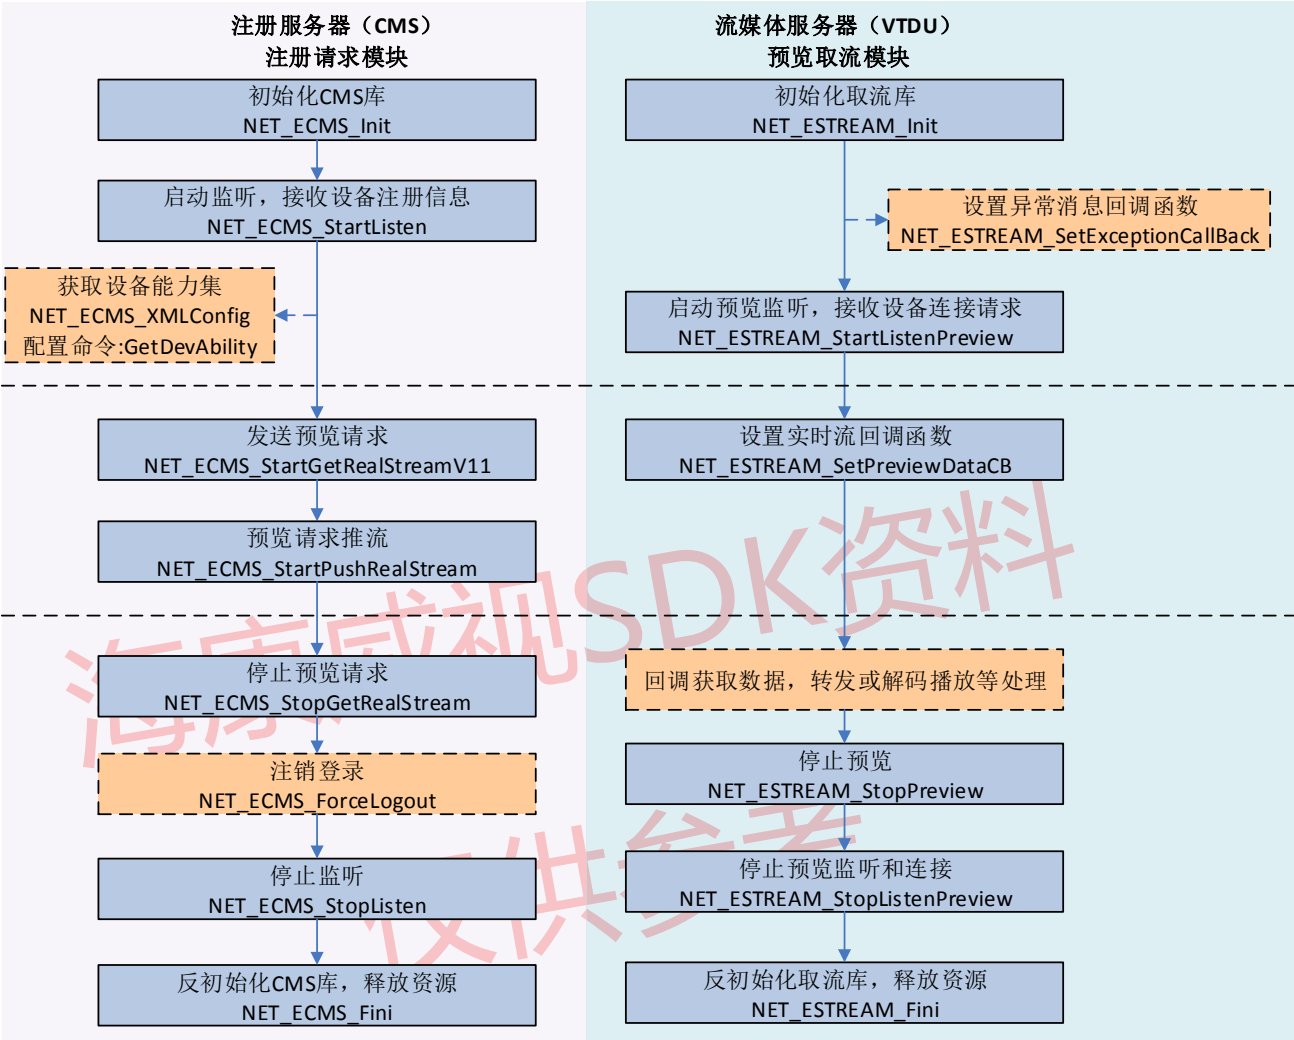 注册服务器（CMS）
注册请求模块
初始化CMS库
NET_ECMS_Init
启动监听，接收设备注册信息
NET_ECMS_StartListen
获取设备能力集
NET_ECMS_XMLConfig
配置命令:GetDevAbility
发送预览请求
NET_ECMS_StartGetRealStreamV11
预览请求推流
NET_ECMS_StartPushRealStream
停止预览请求
NET_ECMS_StopGetRealStream
注销登录
NET_ECMS_ForceLogout
停止监听
NET_ECMS_StopListen
反初始化CMS库，释放资源
NET_ECMS_Fini
流媒体服务器（VTDU）
预览取流模块
初始化取流库
NET_ESTREAM_Init
设置异常消息回调函数
NET_ESTREAM_SetExceptionCallBack
启动预览监听，接收设备连接请求
NET_ESTREAM_StartListenPreview
设置实时流回调函数
NET_ESTREAM_SetPreviewDataCB
回调获取数据，转发或解码播放等处理
停止预览
NET_ESTREAM_StopPreview
停止预览监听和连接
NET_ESTREAM_StopListenPreview
反初始化取流库，释放资源
NET_ESTREAM_Fini
海康威视SDK资料
仅供参考